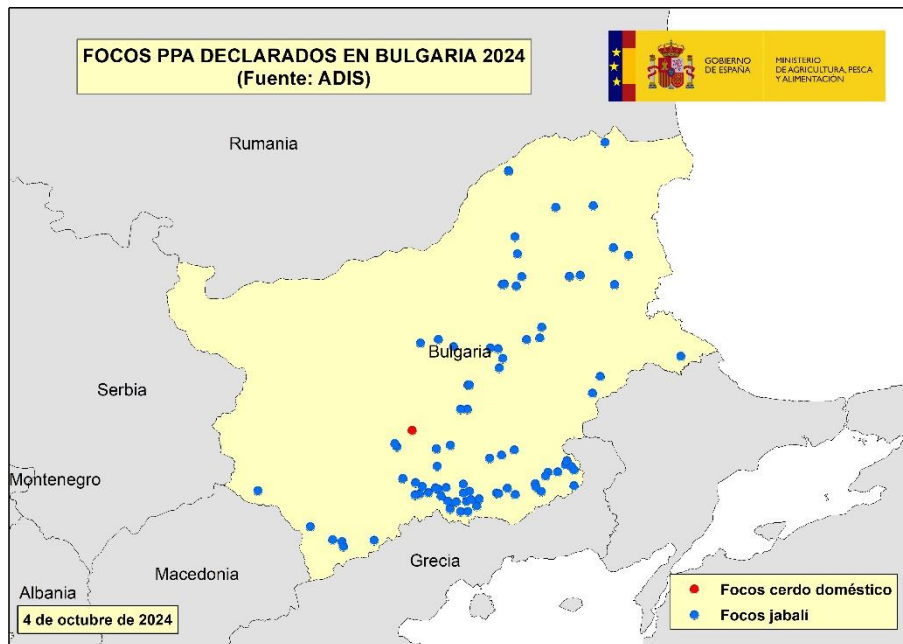 FOCOS PPA DECLARADOS EN BULGARIA 2024
(Fuente: ADIS)
GOBIERNO
DE ESPAÑA
MINISTERIO
DE AGRICULTURA, PESCA
Y ALIMENTACIÓN
Rumania
Bulgaria
Serbia
Montenegro
Macedonia
Grecia
Albania
4 de octubre de 2024
Focos cerdo doméstico
Focos jabalí